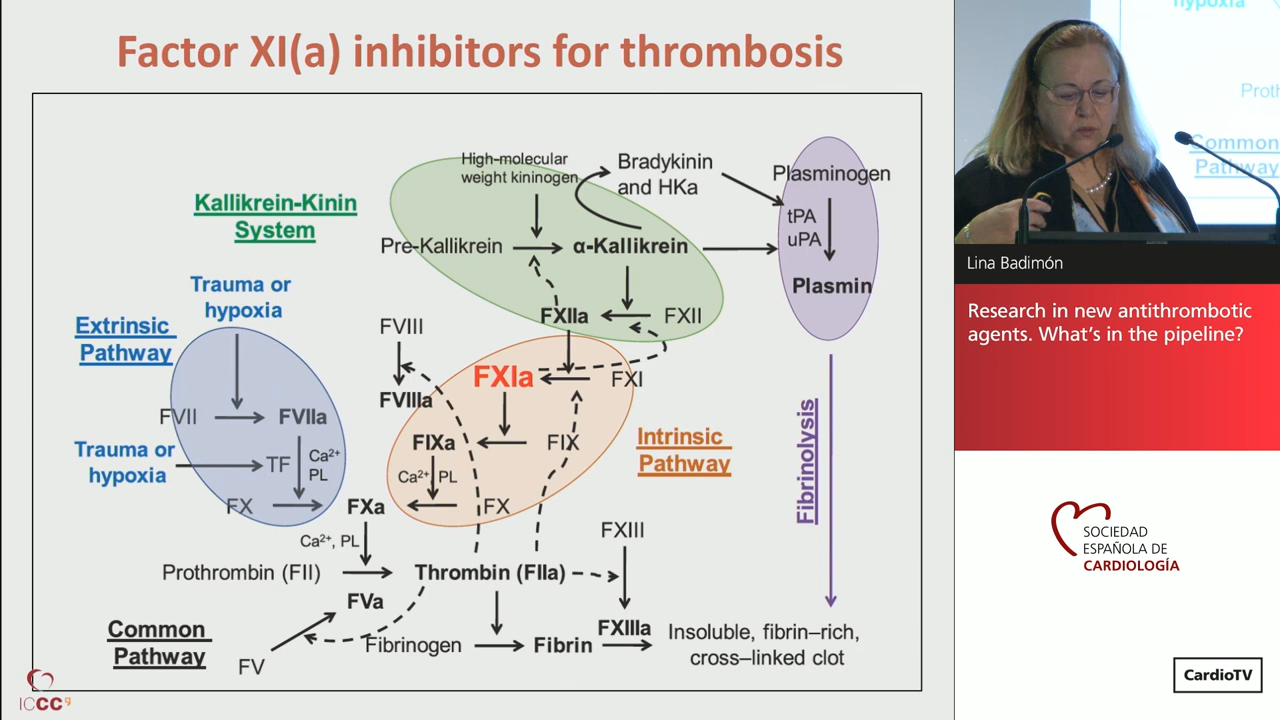 Factor XI(a) inhibitors for thrombosis
High-molecular
weight kininogen
Bradykinin
and HKa
Plasminogen
tPA
uPA
Plasmin
Kallikrein-Kinin
System
Pre-Kallikrein
α-Kallikrein
FXIIa
FXII
Trauma or
hypoxia
Extrinsic
Pathway
FVIII
FVIIIa
FXIa
FXI
FVII
FVIIa
FIXa
FIX
Intrinsic
Pathway
Trauma or
hypoxia
TF
Ca²⁺
PL
Ca²⁺, PL
FX
FXa
FX
Fibrinolysis
Ca²⁺, PL
FXIII
Prothrombin (FII)
Thrombin (FIIa)
FVa
Common
Pathway
FV
Fibrinogen
Fibrin
FXIIIa
Insoluble, fibrin–rich,
cross–linked clot
ICCC
hypoxia
Proth
Common
Pathway
Lina Badimón
Research in new antithrombotic
agents. What's in the pipeline?
SOCIEDAD
ESPAÑOLA DE
CARDIOLOGÍA
CardioTV